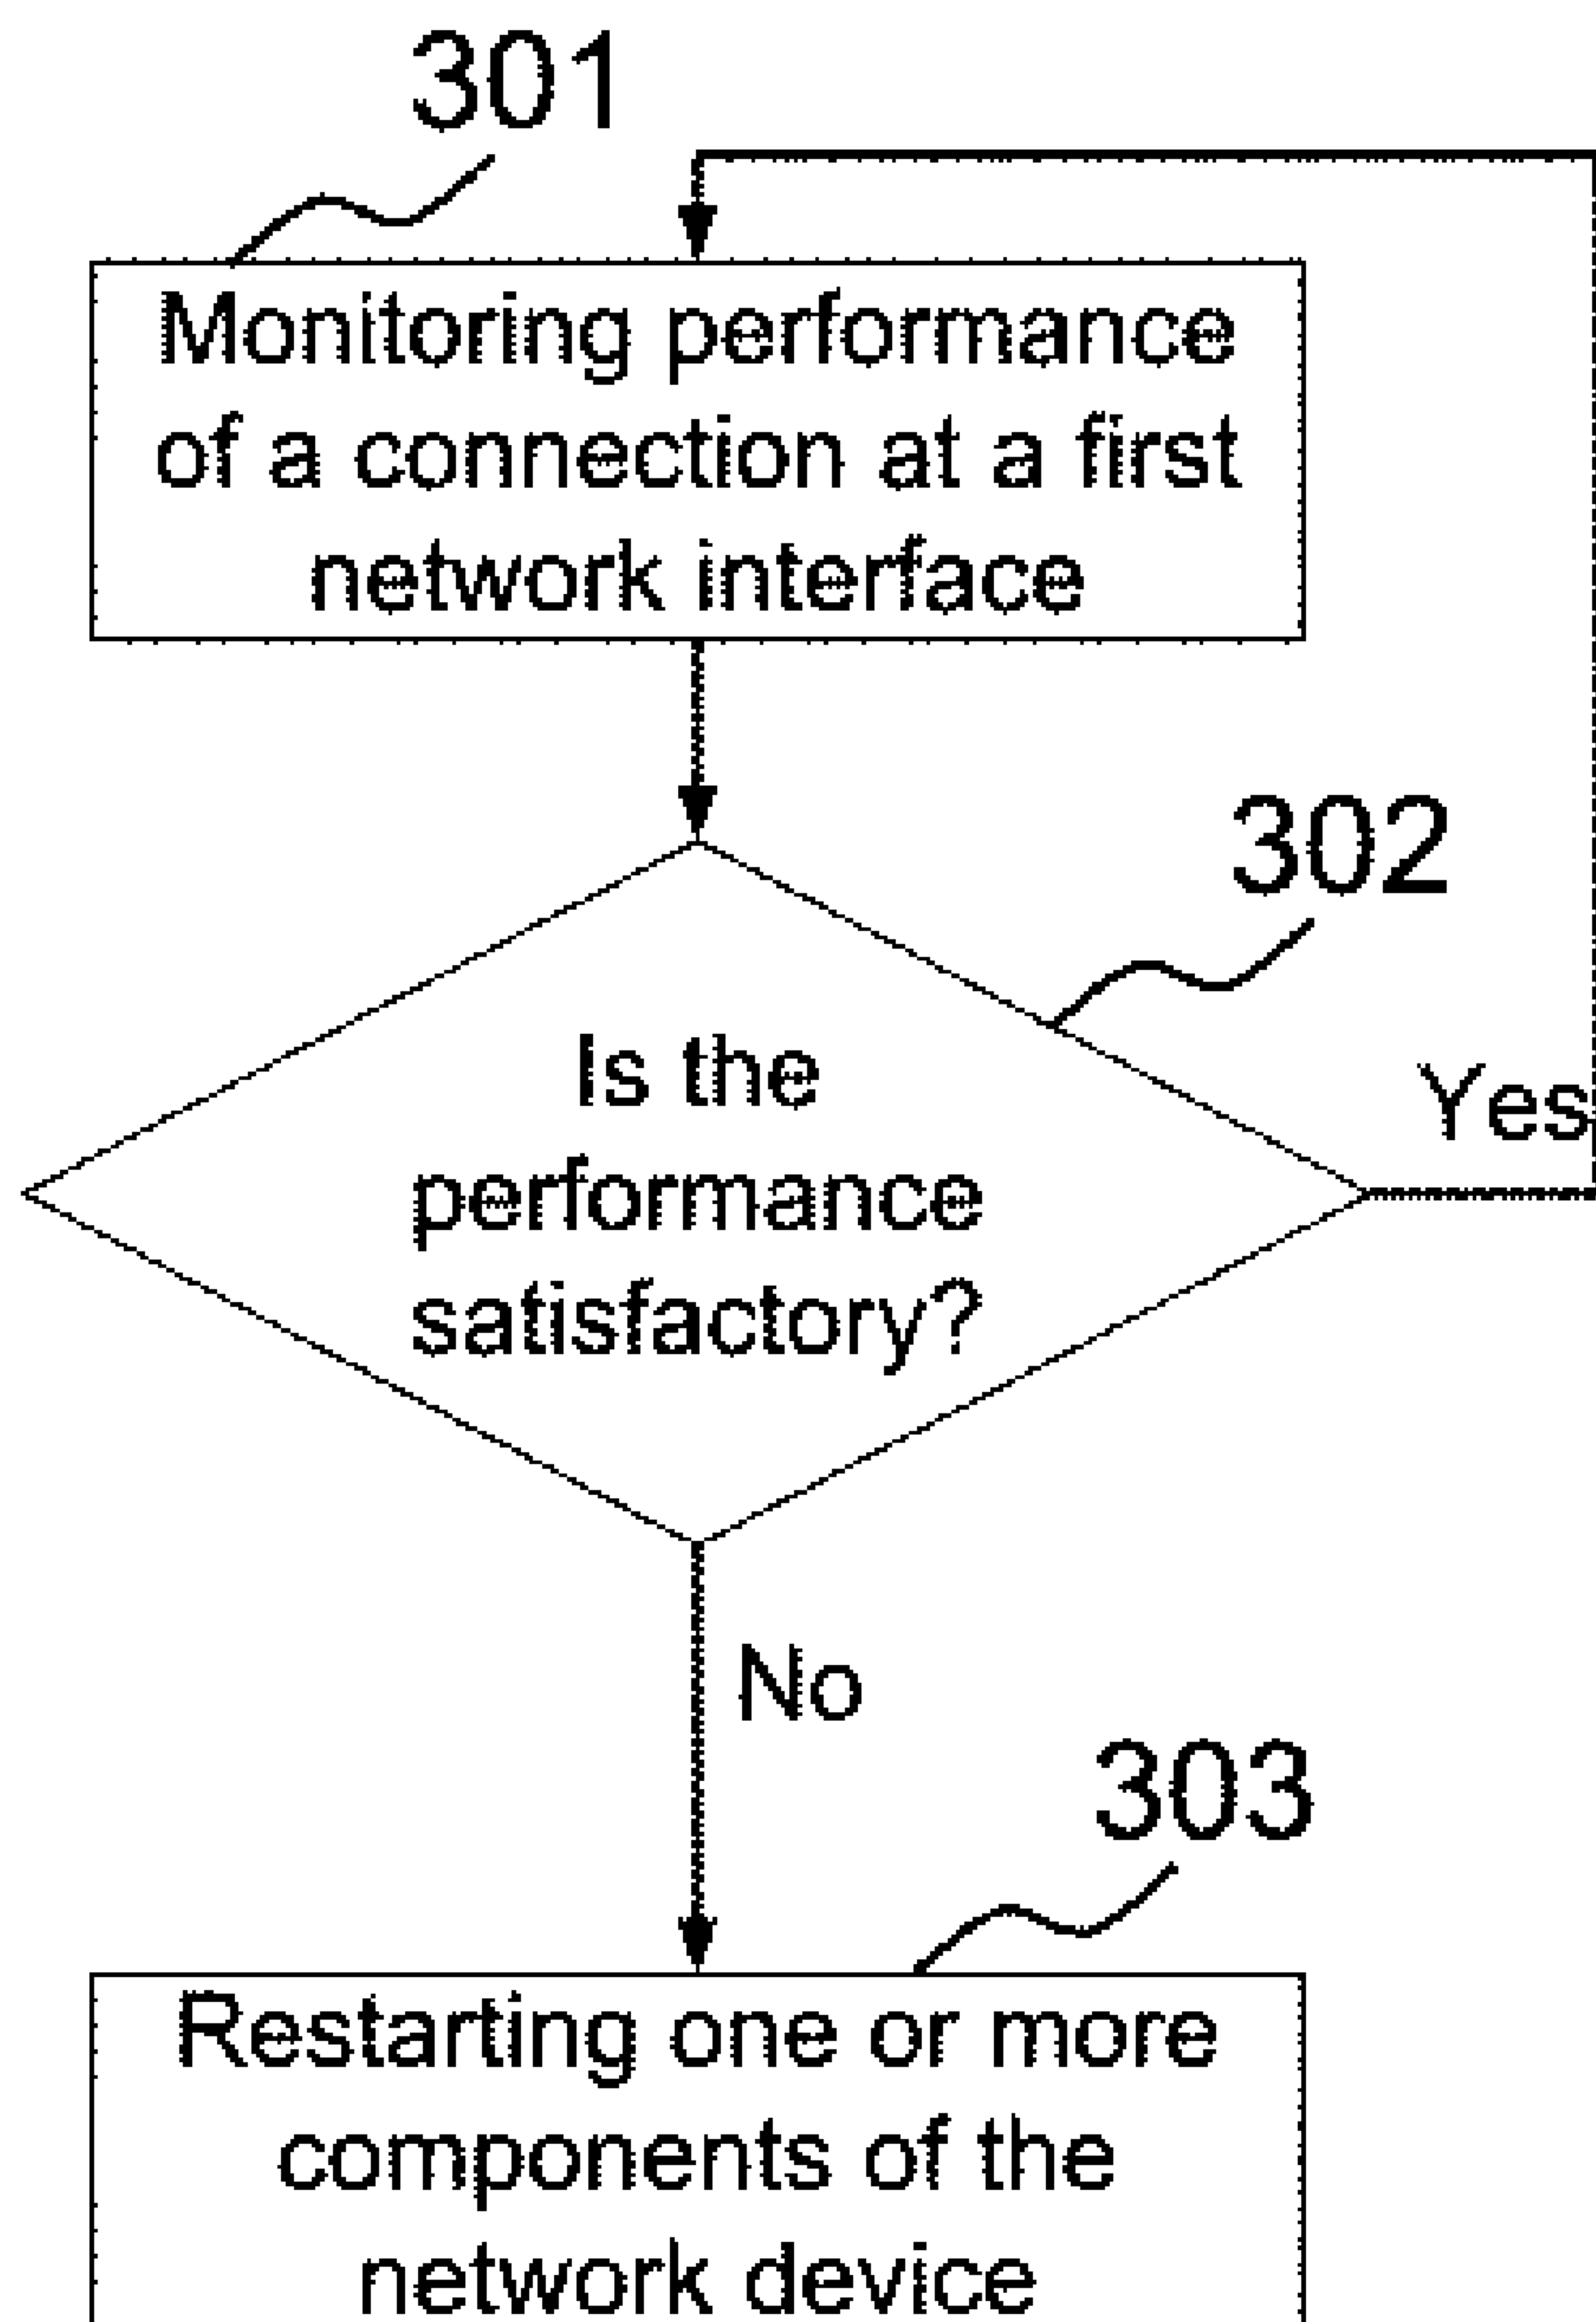 301
Monitoring performance
of a connection at a first
network interface
302
Is the
performance
satisfactory?
Yes
No
303
Restarting one or more
components of the
network device